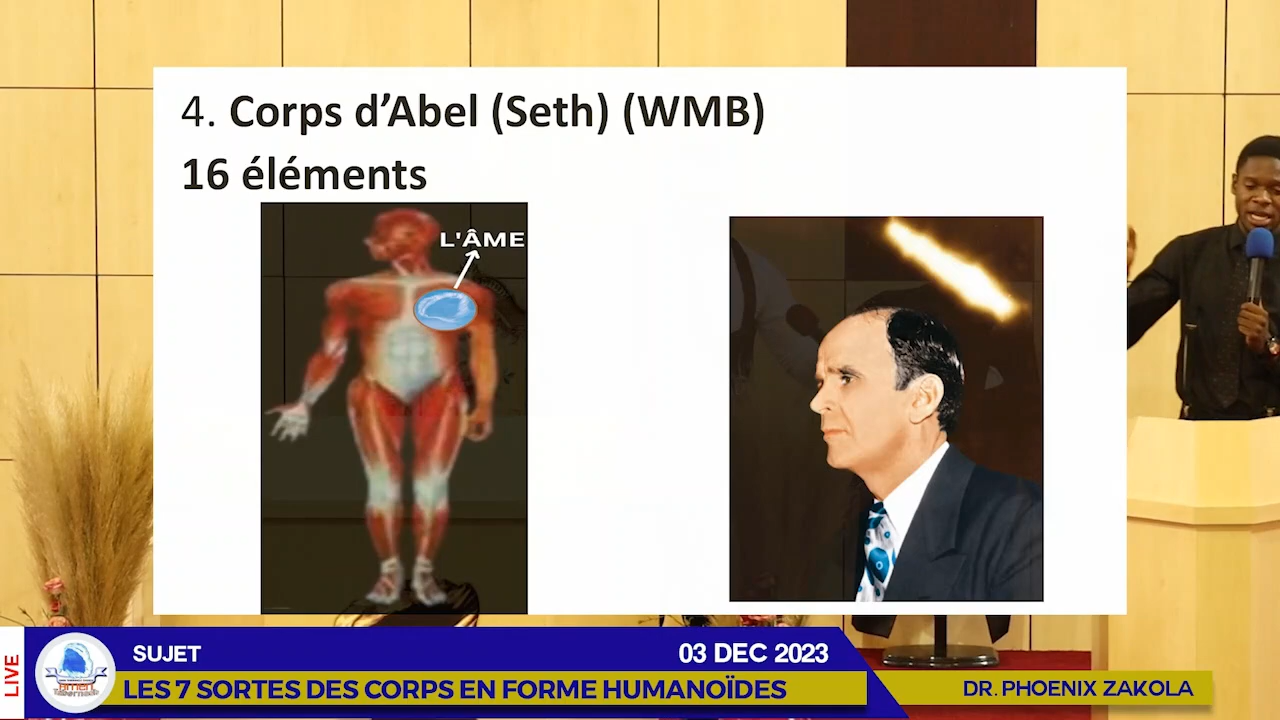 4. Corps d’Abel (Seth) (WMB)
16 éléments
L'ÂME
LIVE
SUJET
03 DEC 2023
LES 7 SORTES DES CORPS EN FORME HUMANOÏDES
DR. PHOENIX ZAKOLA